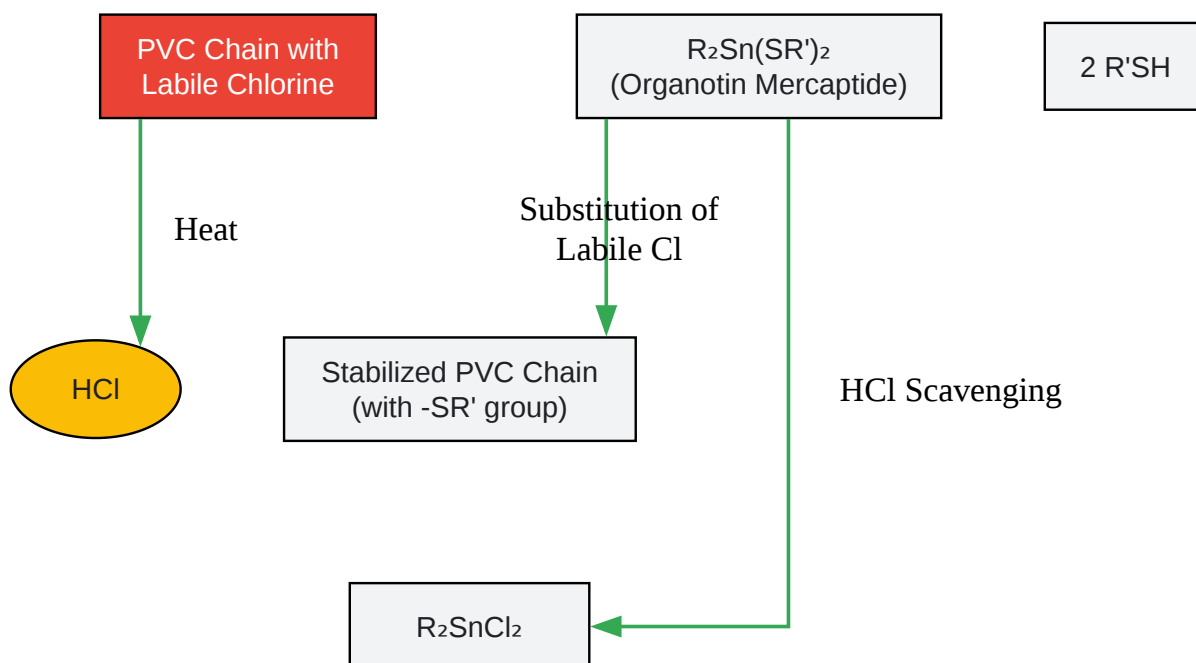 PVC Chain with
Labile Chlorine
R₂Sn(SR')₂
(Organotin Mercaptide)
2 R'SH
Heat
Substitution of
Labile Cl
HCl
Stabilized PVC Chain
(with -SR' group)
HCl Scavenging
R₂SnCl₂